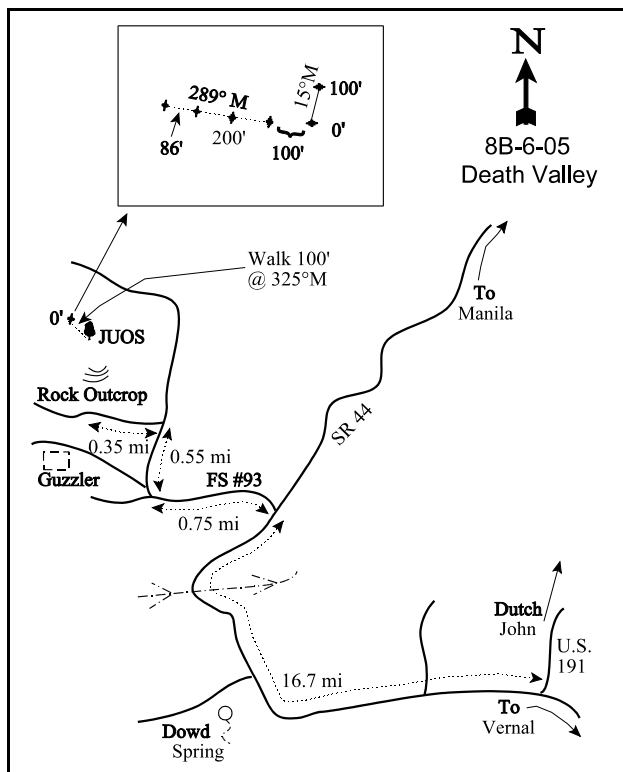 N
8B-6-05
Death Valley
289° M
15°M
100'
0'
200'
86'
100'
Walk 100'
@ 325°M
To
Manila
0'
JUOS
Rock Outcrop
SR 44
0.35 mi
0.55 mi
Guzzler
FS #93
0.75 mi
Dutch
John
U.S.
191
16.7 mi
To
Vernal
Dowd
Spring